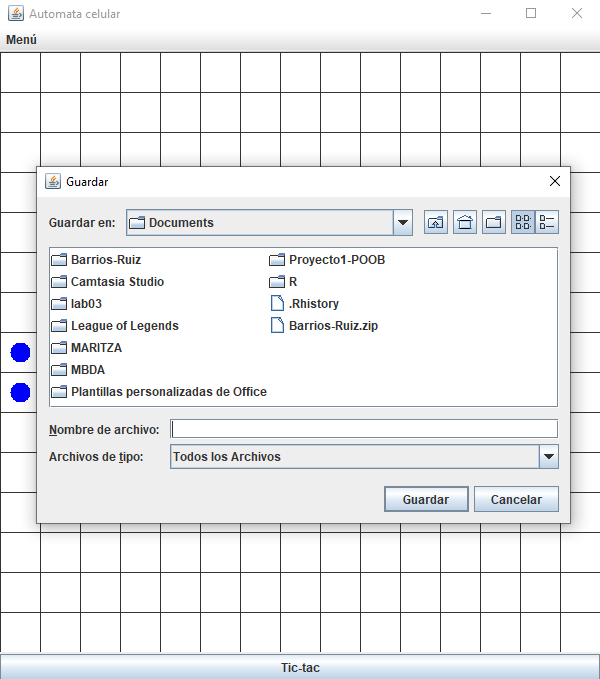 Automata celular
Menú
Guardar
Guardar en: Documents
Barrios-Ruiz
Camtasia Studio
lab03
League of Legends
MARITZA
MBDA
Plantillas personalizadas de Office
Proyecto1-POOB
R
.Rhistory
Barrios-Ruiz.zip
Nombre de archivo:
Archivos de tipo: Todos los Archivos
Guardar Cancelar
Tic-tac